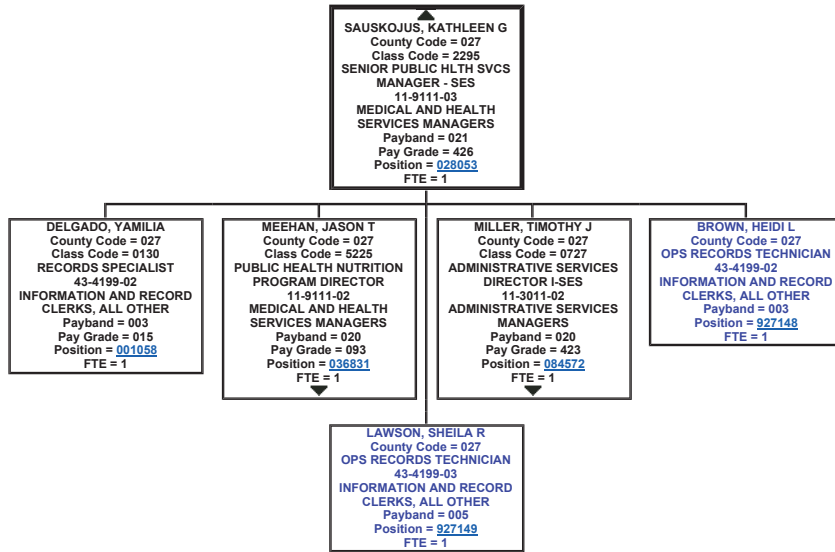 SAUSKOJUS, KATHLEEN G
County Code = 027
Class Code = 2295
SENIOR PUBLIC HLTH SVCS
MANAGER - SES
11-9111-03
MEDICAL AND HEALTH
SERVICES MANAGERS
Payband = 021
Pay Grade = 426
Position = 028053
FTE = 1
DELGADO, YAMILIA
County Code = 027
Class Code = 0130
RECORDS SPECIALIST
43-4199-02
INFORMATION AND RECORD
CLERKS, ALL OTHER
Payband = 003
Pay Grade = 015
Position = 001058
FTE = 1
MEEHAN, JASON T
County Code = 027
Class Code = 5225
PUBLIC HEALTH NUTRITION
PROGRAM DIRECTOR
11-9111-02
MEDICAL AND HEALTH
SERVICES MANAGERS
Payband = 020
Pay Grade = 093
Position = 036831
FTE = 1
MILLER, TIMOTHY J
County Code = 027
Class Code = 0727
ADMINISTRATIVE SERVICES
DIRECTOR I-SES
11-3011-02
ADMINISTRATIVE SERVICES
MANAGERS
Payband = 020
Pay Grade = 423
Position = 084572
FTE = 1
BROWN, HEIDI L
County Code = 027
OPS RECORDS TECHNICIAN
43-4199-02
INFORMATION AND RECORD
CLERKS, ALL OTHER
Payband = 003
Position = 927148
FTE = 1
LAWSON, SHEILA R
County Code = 027
OPS RECORDS TECHNICIAN
43-4199-03
INFORMATION AND RECORD
CLERKS, ALL OTHER
Payband = 005
Position = 927149
FTE = 1